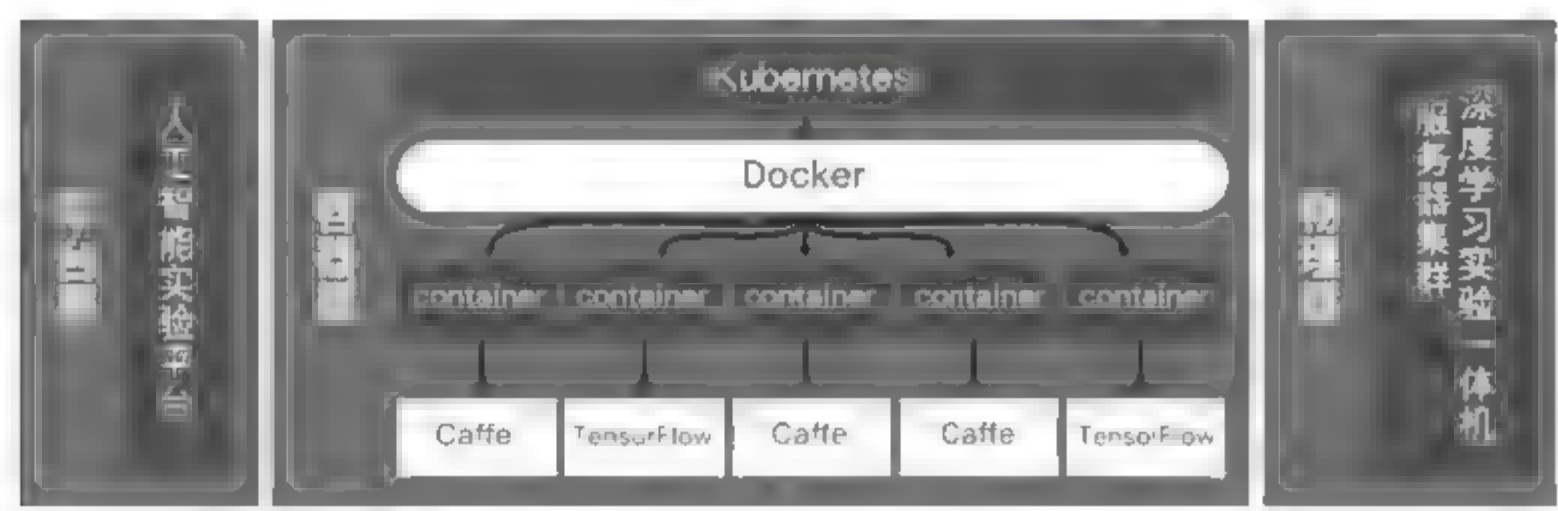 人工智能实验平台
Kubernetes
Docker
container container container container container
Caffe TensorFlow Caffe Caffe TensorFlow
深度学习实验一体机
服务器集群